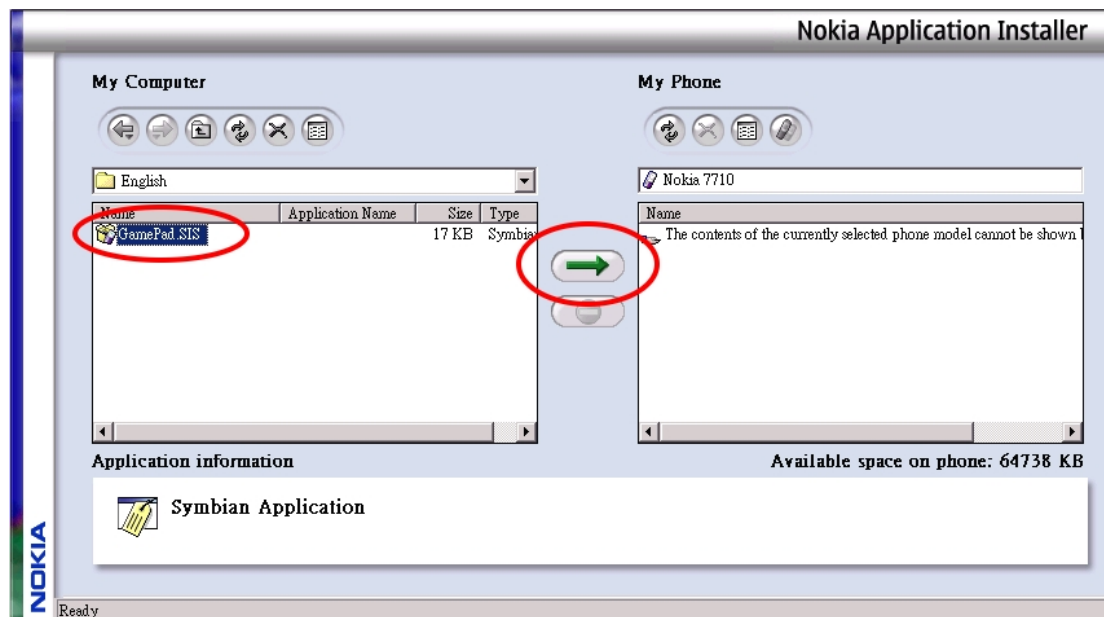 Nokia Application Installer
My Computer
My Phone
English
Nokia 7710
Name Application Name Size Type
Name
GamePad.SIS 17 KB Symbian
The contents of the currently selected phone model cannot be shown
Application information
Available space on phone: 64738 KB
Symbian Application
NOKIA
Ready